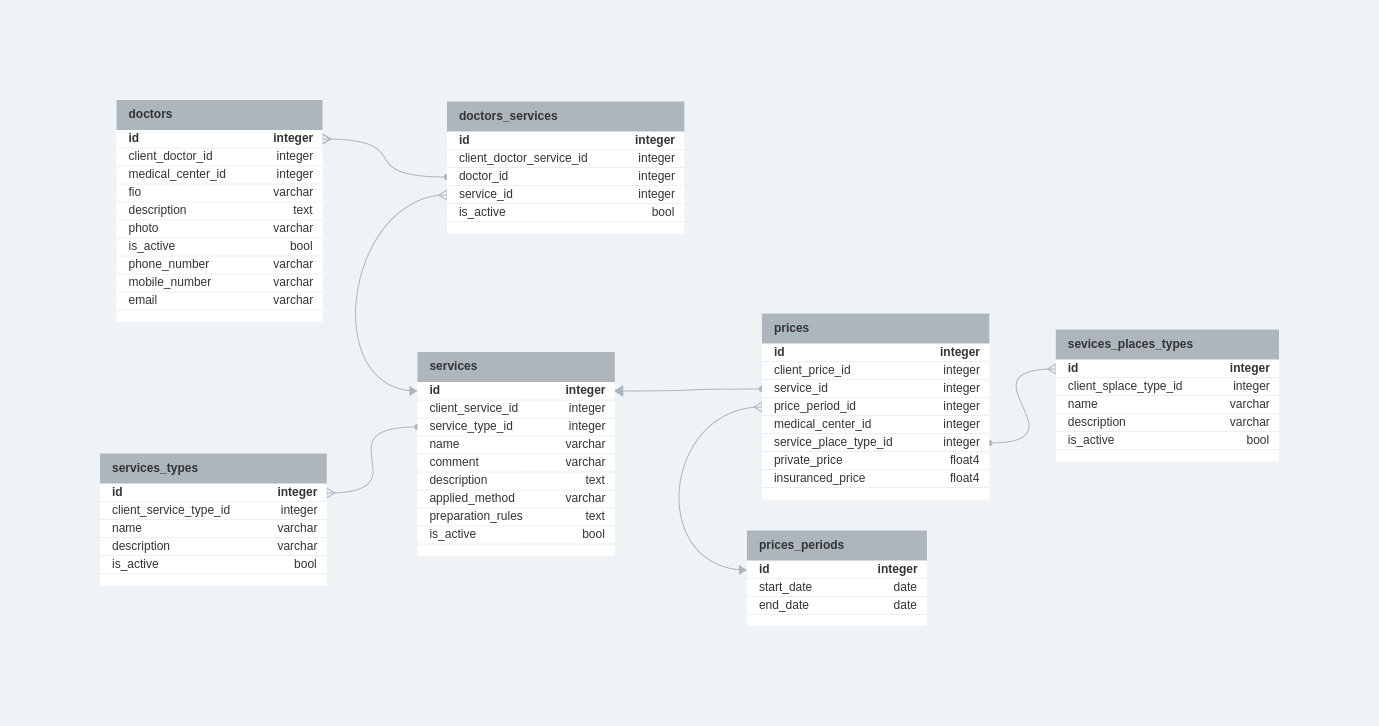 doctors
id integer
client_doctor_id integer
medical_center_id integer
fio varchar
description text
photo varchar
is_active bool
phone_number varchar
mobile_number varchar
email varchar
doctors_services
id integer
client_doctor_service_id integer
doctor_id integer
service_id integer
is_active bool
services
id integer
client_service_id integer
service_type_id integer
name varchar
comment varchar
description text
applied_method varchar
preparation_rules text
is_active bool
services_types
id integer
client_service_type_id integer
name varchar
description varchar
is_active bool
prices
id integer
client_price_id integer
service_id integer
price_period_id integer
medical_center_id integer
service_place_type_id integer
private_price float4
insuranced_price float4
sevices_places_types
id integer
client_splace_type_id integer
name varchar
description varchar
is_active bool
prices_periods
id integer
start_date date
end_date date